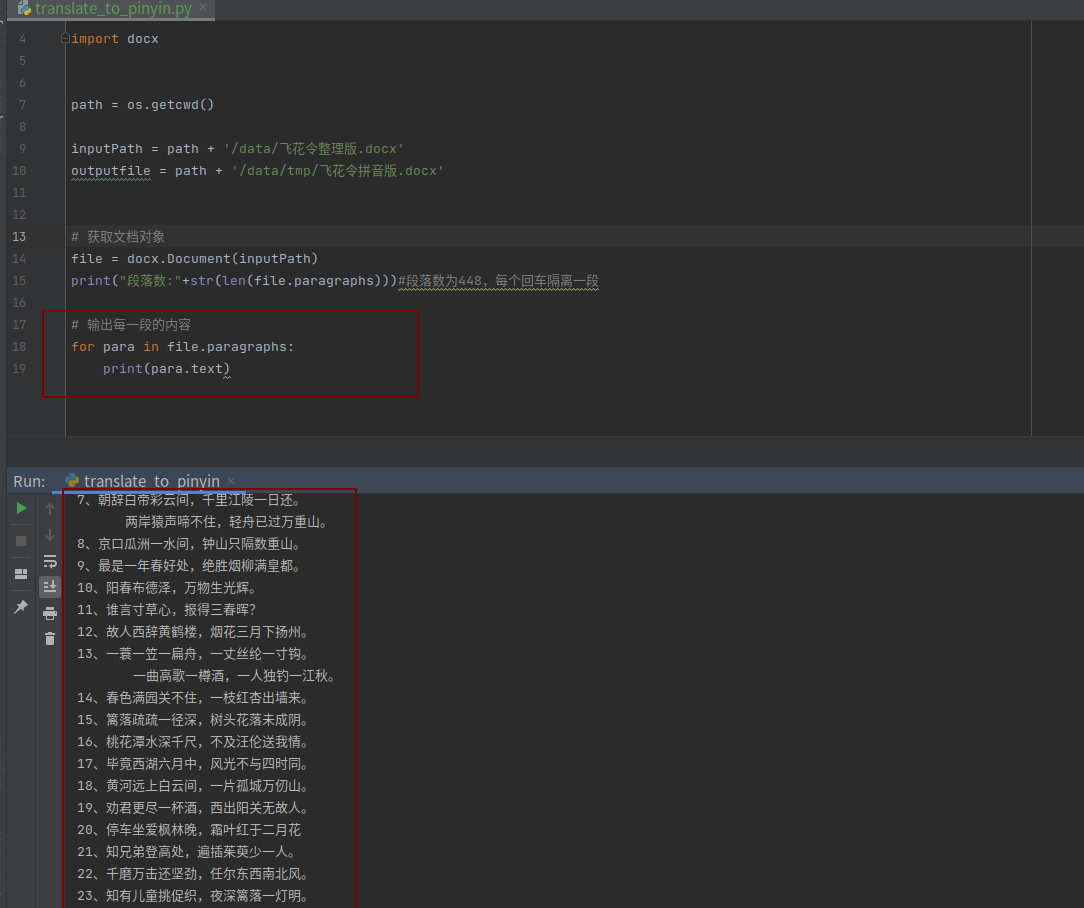 translate_to_pinyin.py
4 import docx
5
6
7 path = os.getcwd()
8
9 inputPath = path + '/data/飞花令整理版.docx'
10 outputfile = path + '/data/tmp/飞花令拼音版.docx'
11
12
13 # 获取文档对象
14 file = docx.Document(inputPath)
15 print("段落数:"+str(len(file.paragraphs)))#段落数为448，每个回车隔离一段
16
17 # 输出每一段的内容
18 for para in file.paragraphs:
19 print(para.text)
Run: translate_to_pinyin
7、朝辞白帝彩云间，千里江陵一日还。
两岸猿声啼不住，轻舟已过万重山。
8、京口瓜洲一水间，钟山只隔数重山。
9、最是一年春好处，绝胜烟柳满皇都。
10、阳春布德泽，万物生光辉。
11、谁言寸草心，报得三春晖？
12、故人西辞黄鹤楼，烟花三月下扬州。
13、一蓑一笠一扁舟，一丈丝纶一寸钩。
一曲高歌一樽酒，一人独钓一江秋。
14、春色满园关不住，一枝红杏出墙来。
15、篱落疏疏一径深，树头花落未成阴。
16、桃花潭水深千尺，不及汪伦送我情。
17、毕竟西湖六月中，风光不与四时同。
18、黄河远上白云间，一片孤城万仞山。
19、劝君更尽一杯酒，西出阳关无故人。
20、停车坐爱枫林晚，霜叶红于二月花
21、知兄弟登高处，遍插茱萸少一人。
22、千磨万击还坚劲，任尔东西南北风。
23、知有儿童挑促织，夜深篱落一灯明。